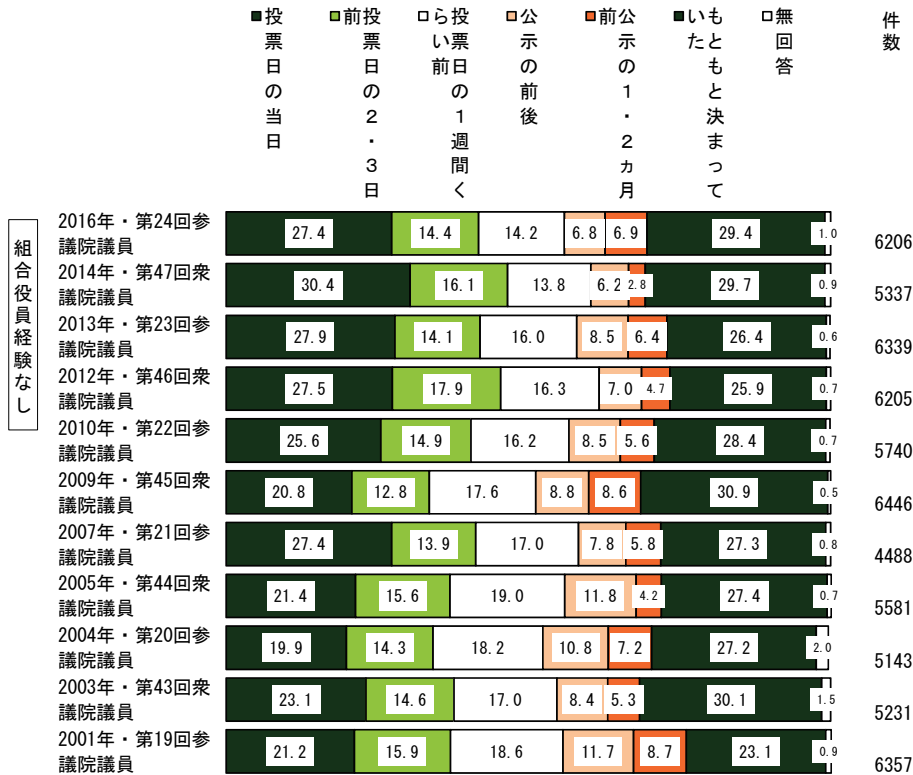 投票日の当日
投票日の2・3日
前
投票日の1週間く
らい前
公示の前後
公示の1・2ヵ月
前
もともと決まって
いた
無回答
件数
組合役員経験なし
2016年・第24回参
議院議員
27.4 14.4 14.2 6.8 6.9 29.4 1.0 6206
2014年・第47回衆
議院議員
30.4 16.1 13.8 6.2 2.8 29.7 0.9 5337
2013年・第23回参
議院議員
27.9 14.1 16.0 8.5 6.4 26.4 0.6 6339
2012年・第46回衆
議院議員
27.5 17.9 16.3 7.0 4.7 25.9 0.7 6205
2010年・第22回参
議院議員
25.6 14.9 16.2 8.5 5.6 28.4 0.7 5740
2009年・第45回衆
議院議員
20.8 12.8 17.6 8.8 8.6 30.9 0.5 6446
2007年・第21回参
議院議員
27.4 13.9 17.0 7.8 5.8 27.3 0.8 4488
2005年・第44回衆
議院議員
21.4 15.6 19.0 11.8 4.2 27.4 0.7 5581
2004年・第20回参
議院議員
19.9 14.3 18.2 10.8 7.2 27.2 2.0 5143
2003年・第43回衆
議院議員
23.1 14.6 17.0 8.4 5.3 30.1 1.5 5231
2001年・第19回参
議院議員
21.2 15.9 18.6 11.7 8.7 23.1 0.9 6357